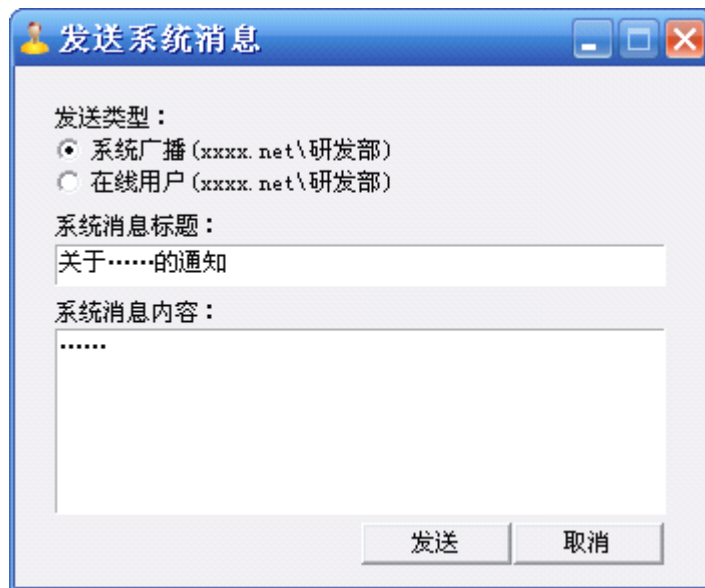 发送系统消息
发送类型：
系统广播(xxxx.net\研发部)
在线用户(xxxx.net\研发部)
系统消息标题：
关于……的通知
系统消息内容：
……
发送 取消